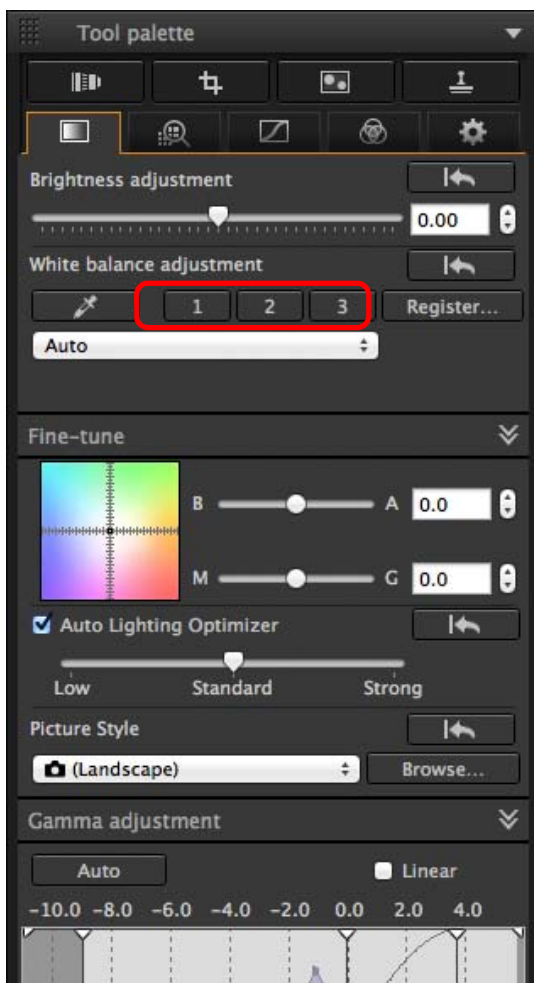 Tool palette
Brightness adjustment
0.00
White balance adjustment
1 2 3 Register...
Auto
Fine-tune
B A 0.0
M G 0.0
Auto Lighting Optimizer
Low Standard Strong
Picture Style
(Landscape) Browse...
Gamma adjustment
Auto Linear
-10.0 -8.0 -6.0 -4.0 -2.0 0.0 2.0 4.0